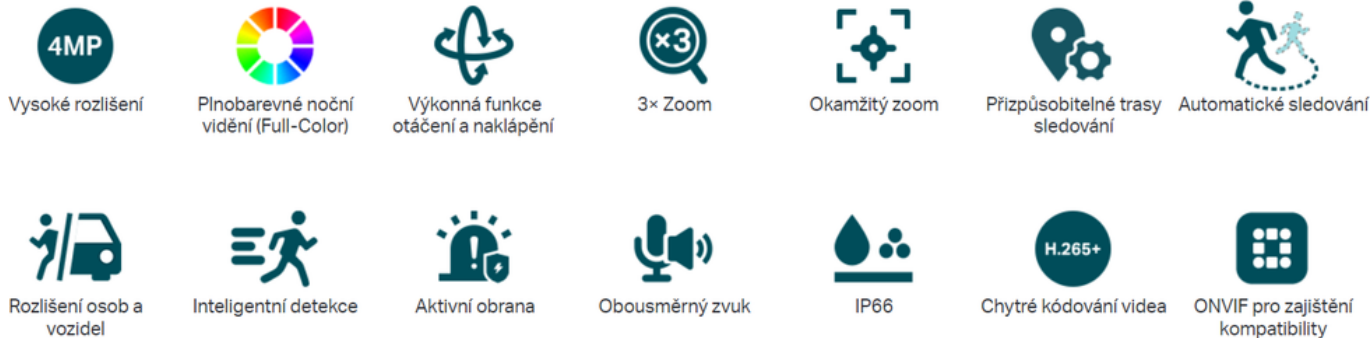 4MP
Vysoké rozlišení
Plnobarevné noční
vidění (Full-Color)
Výkonná funkce
otáčení a naklápění
×3
3× Zoom
Okamžitý zoom
Přizpůsobitelné trasy
sledování
Automatické sledování
Rozlišení osob a
vozidel
Inteligentní detekce
Aktivní obrana
Obousměrný zvuk
IP66
H.265+
Chytré kódování videa
ONVIF pro zajištění
kompatibility